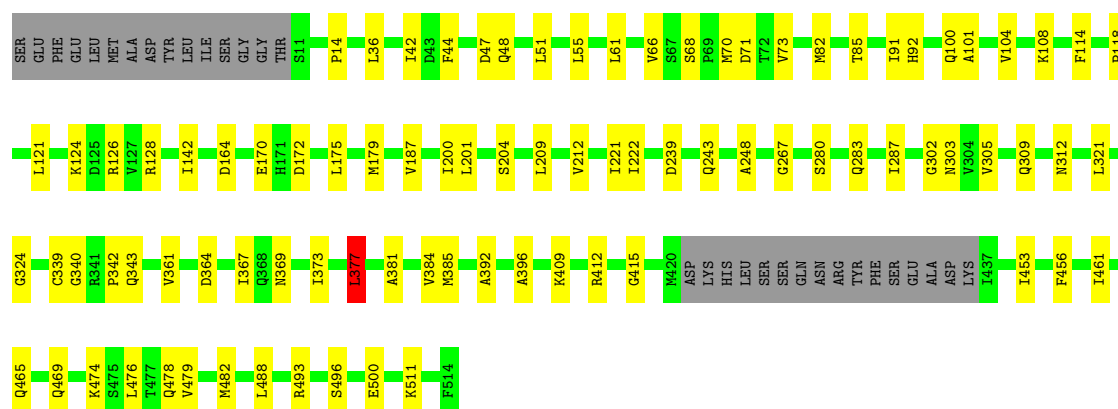 SER GLU PHE GLU LEU MET ALA ASP TYR LEU ILE SER GLY GLY THR S11 P14 L36 I42 D43 F44 D47 Q48 L51 L55 L61 V66 S67 S68 P69 M70 D71 T72 V73 M82 T85 I91 H92 Q100 A101 V104 K108 F114
L121 K124 D125 R126 V127 R128 I142 D164 E170 H171 D172 L175 M179 V187 I200 L201 S204 L209 V212 I221 I222 D239 Q243 A248 G267 S280 Q283 I287 G302 N303 V304 V305 Q309 N312 L321
G324 C339 G340 R341 P342 Q343 V361 D364 I367 Q368 N369 I373 L377 A381 V384 M385 A392 A396 K409 R412 G415 M420 ASP LYS HIS LEU SER SER GLN ASN ARG TYR PHE SER GLU ALA ASP LYS I437 I453 F456 I461
Q465 Q469 K474 S475 L476 T477 Q478 V479 M482 L488 R493 S496 E500 K511 F514